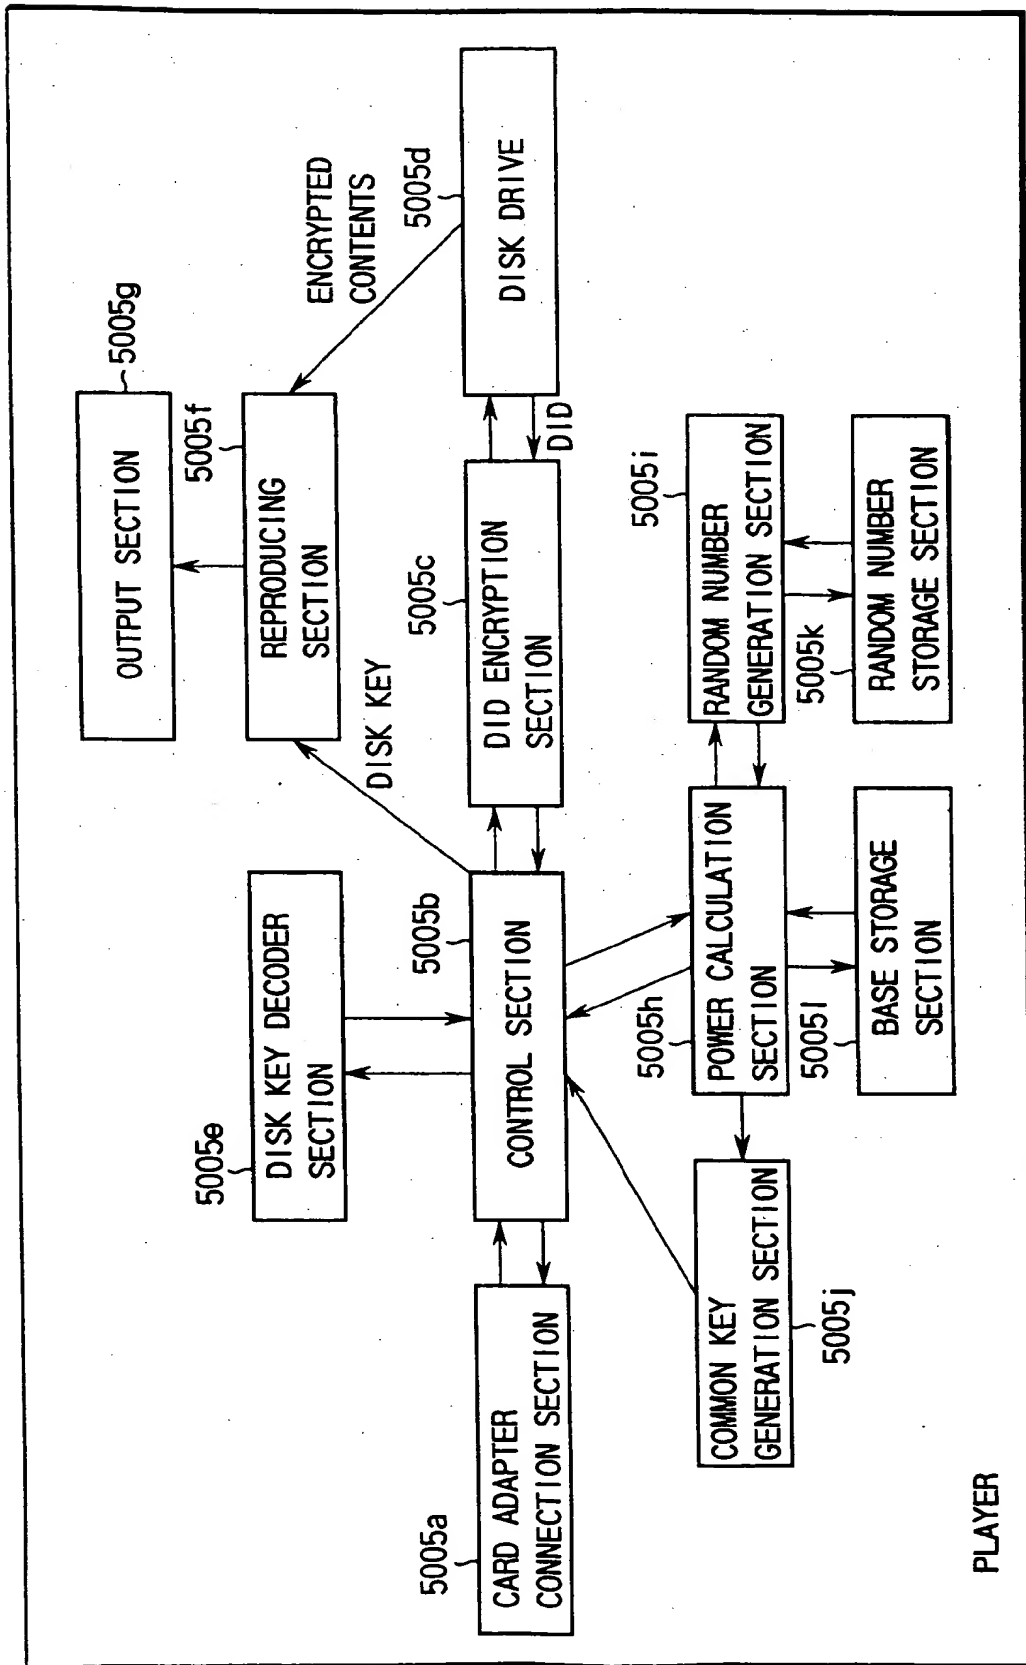 5005g
OUTPUT SECTION
5005e
DISK KEY DECODER
SECTION
5005f
REPRODUCING
SECTION
ENCRYPTED
CONTENTS
DISK KEY
5005a
CARD ADAPTER
CONNECTION SECTION
5005b
CONTROL SECTION
5005c
DID ENCRYPTION
SECTION
DID
5005d
DISK DRIVE
COMMON KEY
GENERATION SECTION
5005j
5005h
POWER CALCULATION
SECTION
5005i
RANDOM NUMBER
GENERATION SECTION
5005l
BASE STORAGE
SECTION
5005k
RANDOM NUMBER
STORAGE SECTION
PLAYER